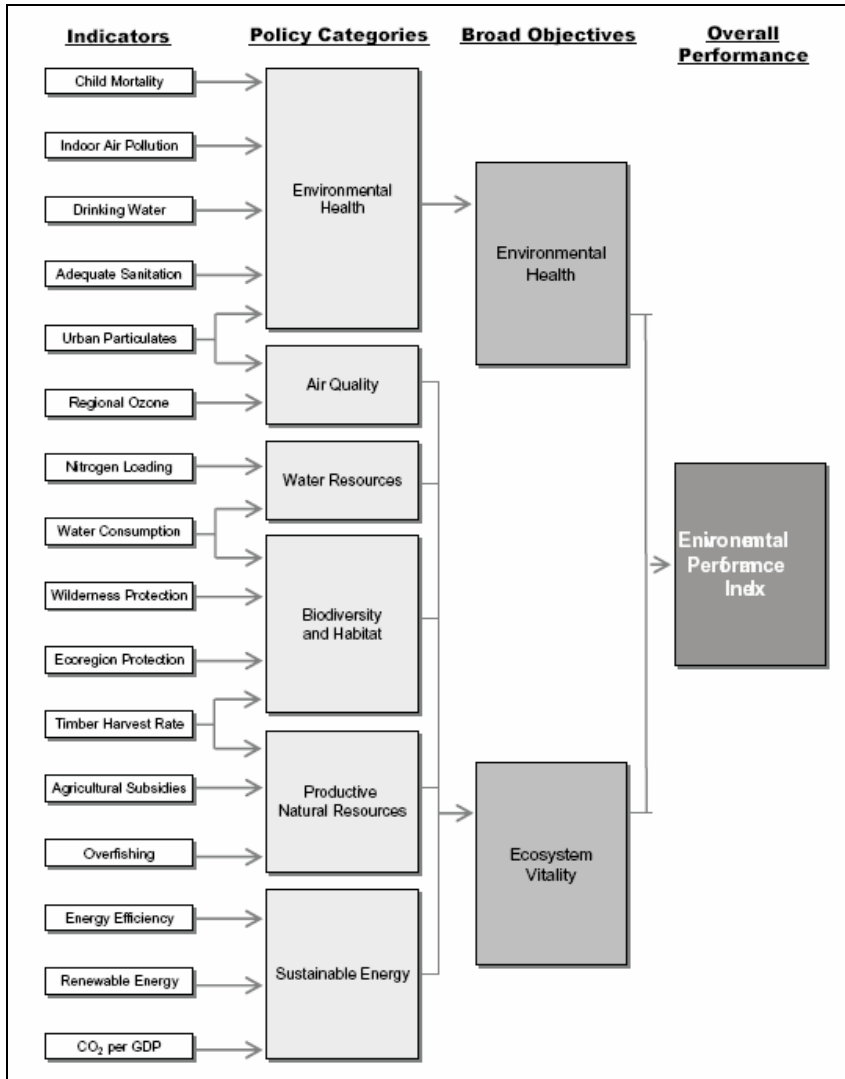 Indicators
Policy Categories
Broad Objectives
Overall
Performance
Child Mortality
Indoor Air Pollution
Drinking Water
Adequate Sanitation
Urban Particulates
Regional Ozone
Nitrogen Loading
Water Consumption
Wilderness Protection
Ecoregion Protection
Timber Harvest Rate
Agricultural Subsidies
Overfishing
Energy Efficiency
Renewable Energy
CO₂ per GDP
Environmental
Health
Air Quality
Water Resources
Biodiversity
and Habitat
Productive
Natural Resources
Sustainable Energy
Environmental
Health
Ecosystem
Vitality
Environmental
Performance
Index